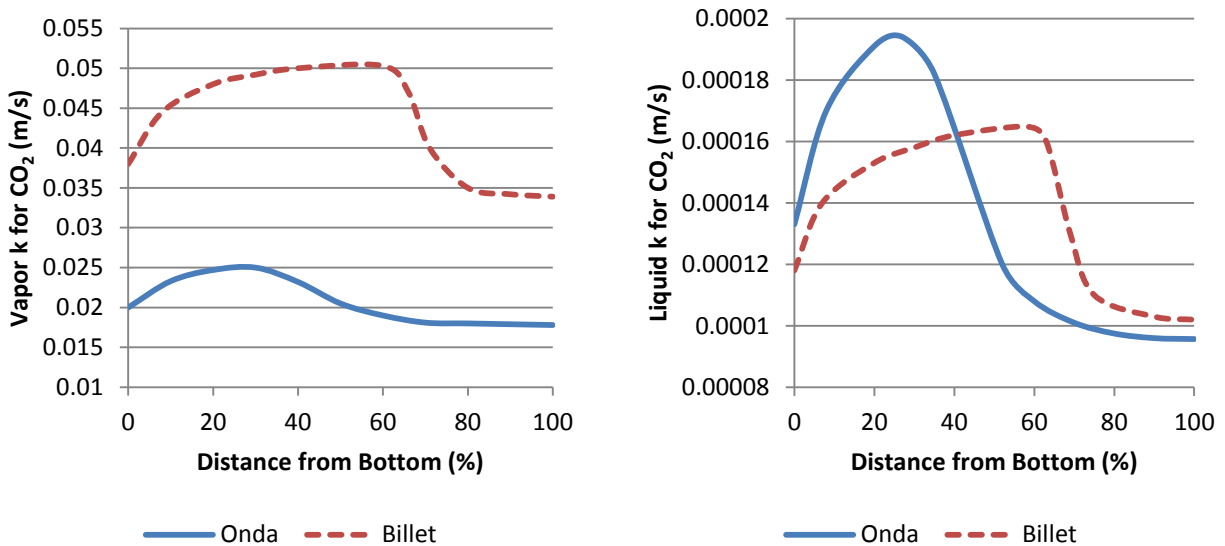 0.055
0.05
0.045
0.04
0.035
0.03
0.025
0.02
0.015
0.01
Vapor k for CO₂ (m/s)
0 20 40 60 80 100
Distance from Bottom (%)
Onda Billet
0.0002
0.00018
0.00016
0.00014
0.00012
0.0001
0.00008
Liquid k for CO₂ (m/s)
0 20 40 60 80 100
Distance from Bottom (%)
Onda Billet